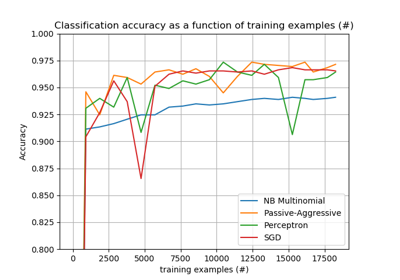 Classification accuracy as a function of training examples (#)
1.000
0.975
0.950
0.925
0.900
0.875
0.850
0.825
0.800
Accuracy
NB Multinomial
Passive-Aggressive
Perceptron
SGD
0 2500 5000 7500 10000 12500 15000 17500
training examples (#)